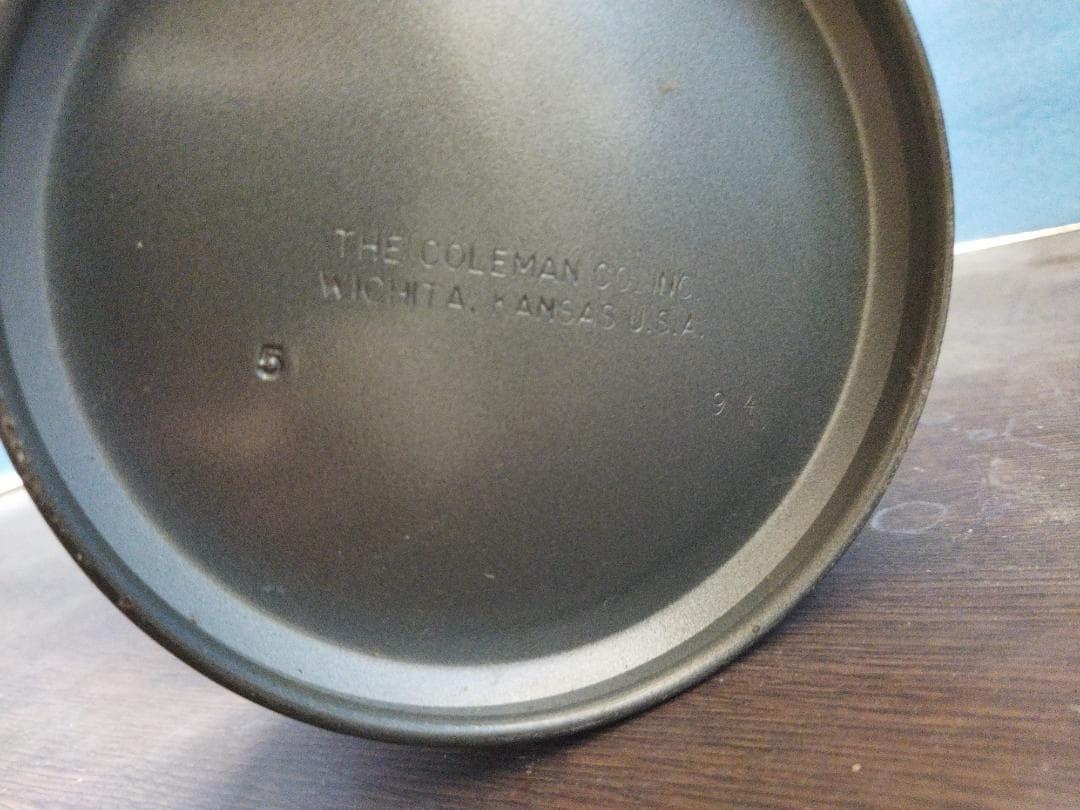 THE COLEMAN CO. INC.
WICHITA, KANSAS U.S.A.
5
9 4